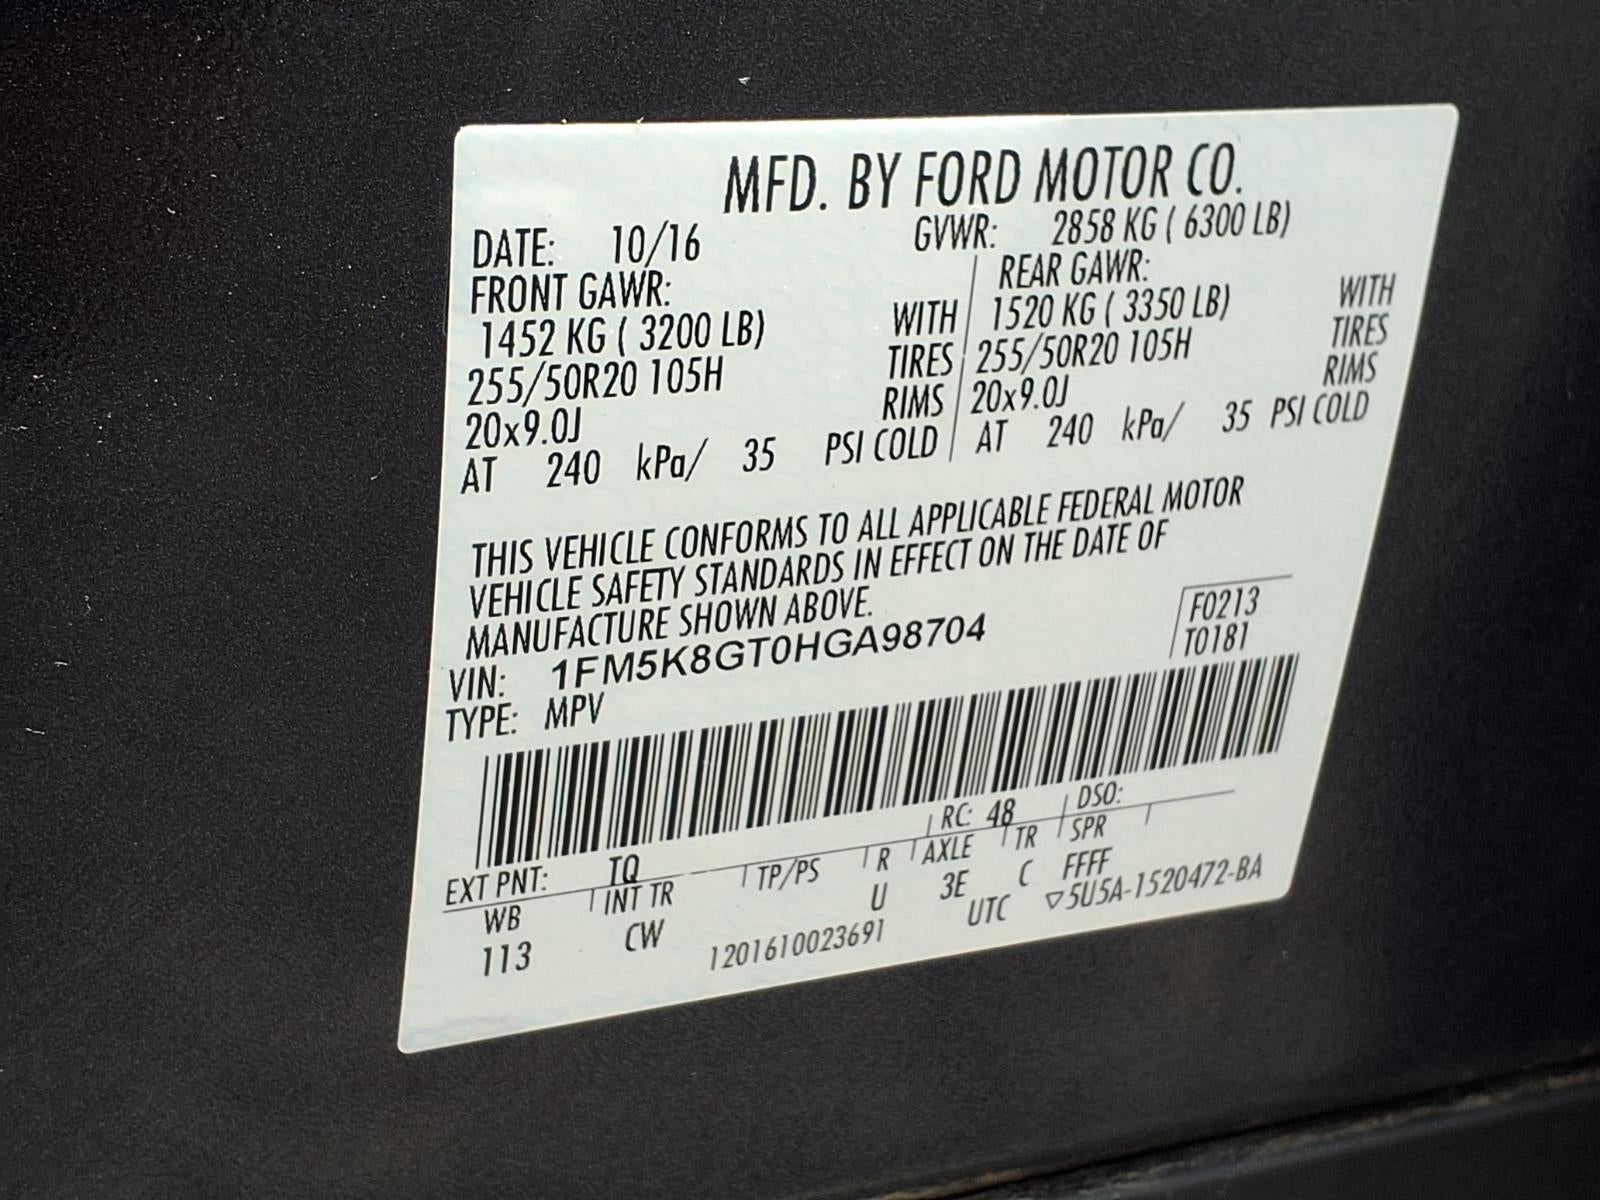 MFD. BY FORD MOTOR CO.
DATE: 10/16 GVWR: 2858 KG ( 6300 LB)
FRONT GAWR: REAR GAWR:
1452 KG ( 3200 LB) WITH 1520 KG ( 3350 LB) WITH
255/50R20 105H TIRES 255/50R20 105H TIRES
20x9.0J RIMS 20x9.0J RIMS
AT 240 kPa/ 35 PSI COLD AT 240 kPa/ 35 PSI COLD
THIS VEHICLE CONFORMS TO ALL APPLICABLE FEDERAL MOTOR
VEHICLE SAFETY STANDARDS IN EFFECT ON THE DATE OF
MANUFACTURE SHOWN ABOVE.
VIN: 1FM5K8GT0HGA98704 F0213
TYPE: MPV T0181
EXT PNT: TQ RC: 48 DSO:
WB INT TR TP/PS R AXLE TR SPR
113 CW U 3E C FFFF
1201610023691 UTC ▽5U5A-1520472-BA